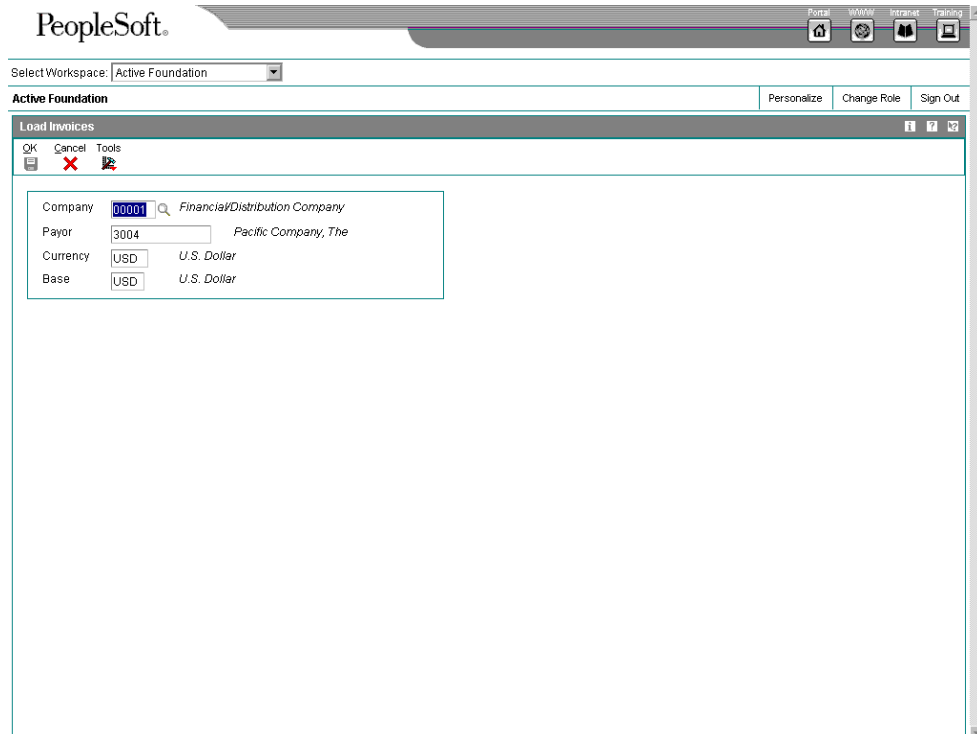 PeopleSoft®
Portal WWW Intranet Training
Select Workspace: Active Foundation
Active Foundation Personalize Change Role Sign Out
Load Invoices
OK Cancel Tools
Company 00001 Financial/Distribution Company
Payor 3004 Pacific Company, The
Currency USD U.S. Dollar
Base USD U.S. Dollar